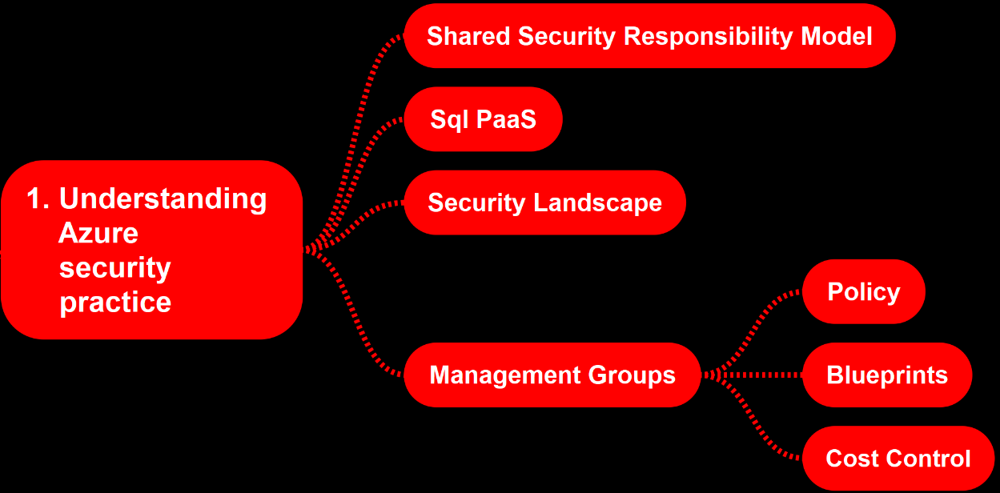 Shared Security Responsibility Model
Sql PaaS
1. Understanding
Azure
security
practice
Security Landscape
Management Groups
Policy
Blueprints
Cost Control